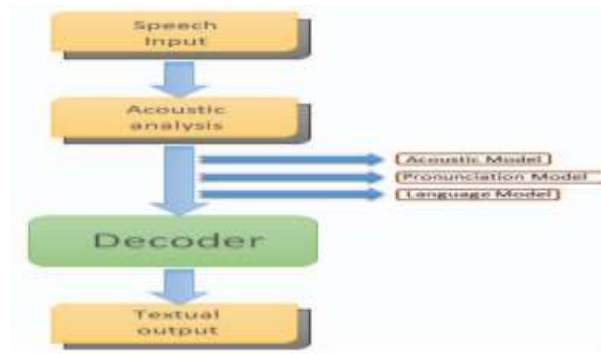 Speech
Input
Acoustic
analysis
Acoustic Model
Pronunciation Model
Language Model
Decoder
Textual
output